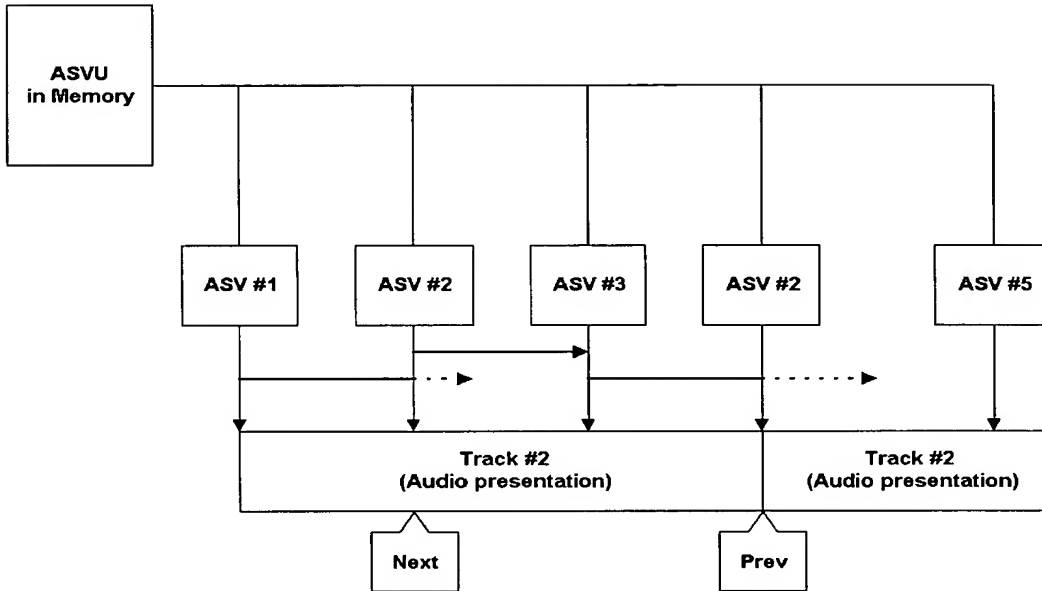 ASVU
in Memory
ASV #1
ASV #2
ASV #3
ASV #2
ASV #5
Track #2
(Audio presentation)
Track #2
(Audio presentation)
Next
Prev